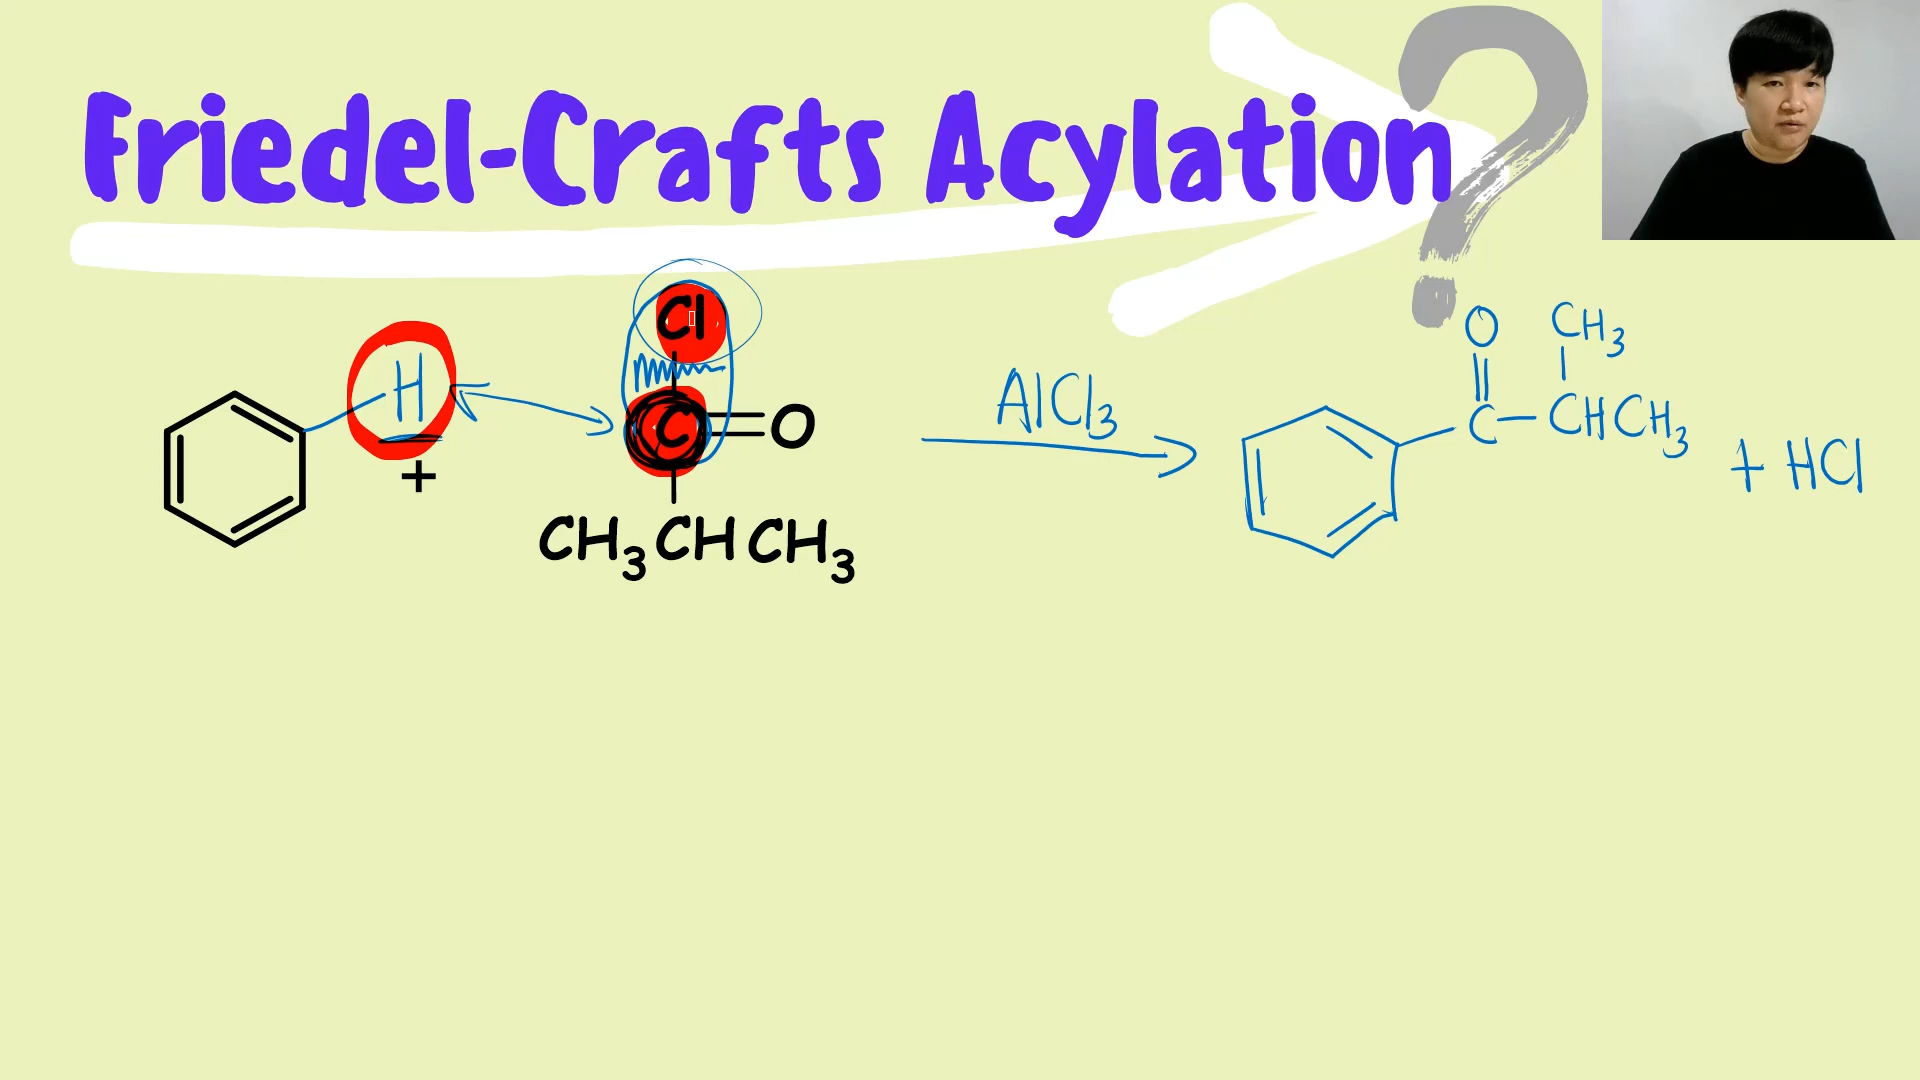 Friedel-Crafts Acylation ?
Cl
H
+
C=O
CH₃CHCH₃
AlCl₃
O CH₃
C-CHCH₃
+ HCl